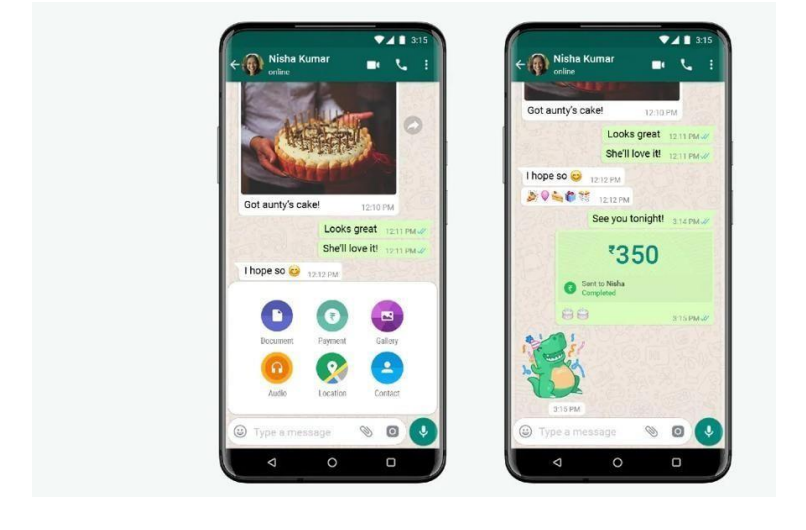 3:15
Nisha Kumar
online
Got aunty's cake!
12:10 PM
Looks great 12:11 PM
She'll love it! 12:11 PM
I hope so 😊 12:12 PM
Document Payment Gallery
Audio Location Contact
Type a message
3:15
Nisha Kumar
online
Got aunty's cake!
12:10 PM
Looks great 12:11 PM
She'll love it! 12:11 PM
I hope so 😊 12:12 PM
12:12 PM
See you tonight! 3:14 PM
₹350
₹ Sent to Nisha
Completed
3:15 PM
3:15 PM
Type a message